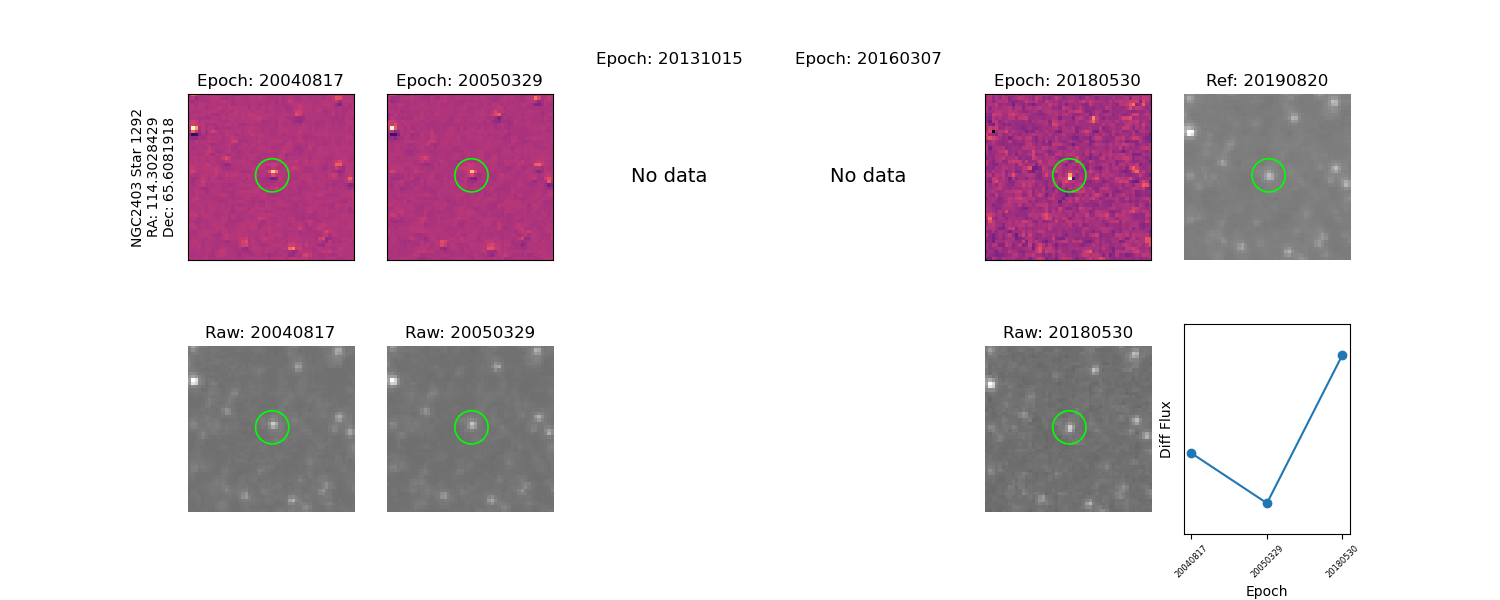 Epoch: 20131015
Epoch: 20160307
Epoch: 20040817
Epoch: 20050329
Epoch: 20180530
Ref: 20190820
NGC2403 Star 1292
RA: 114.3028429
Dec: 65.6081918
No data
No data
Raw: 20040817
Raw: 20050329
Raw: 20180530
Diff Flux
20040817
20050329
20180530
Epoch